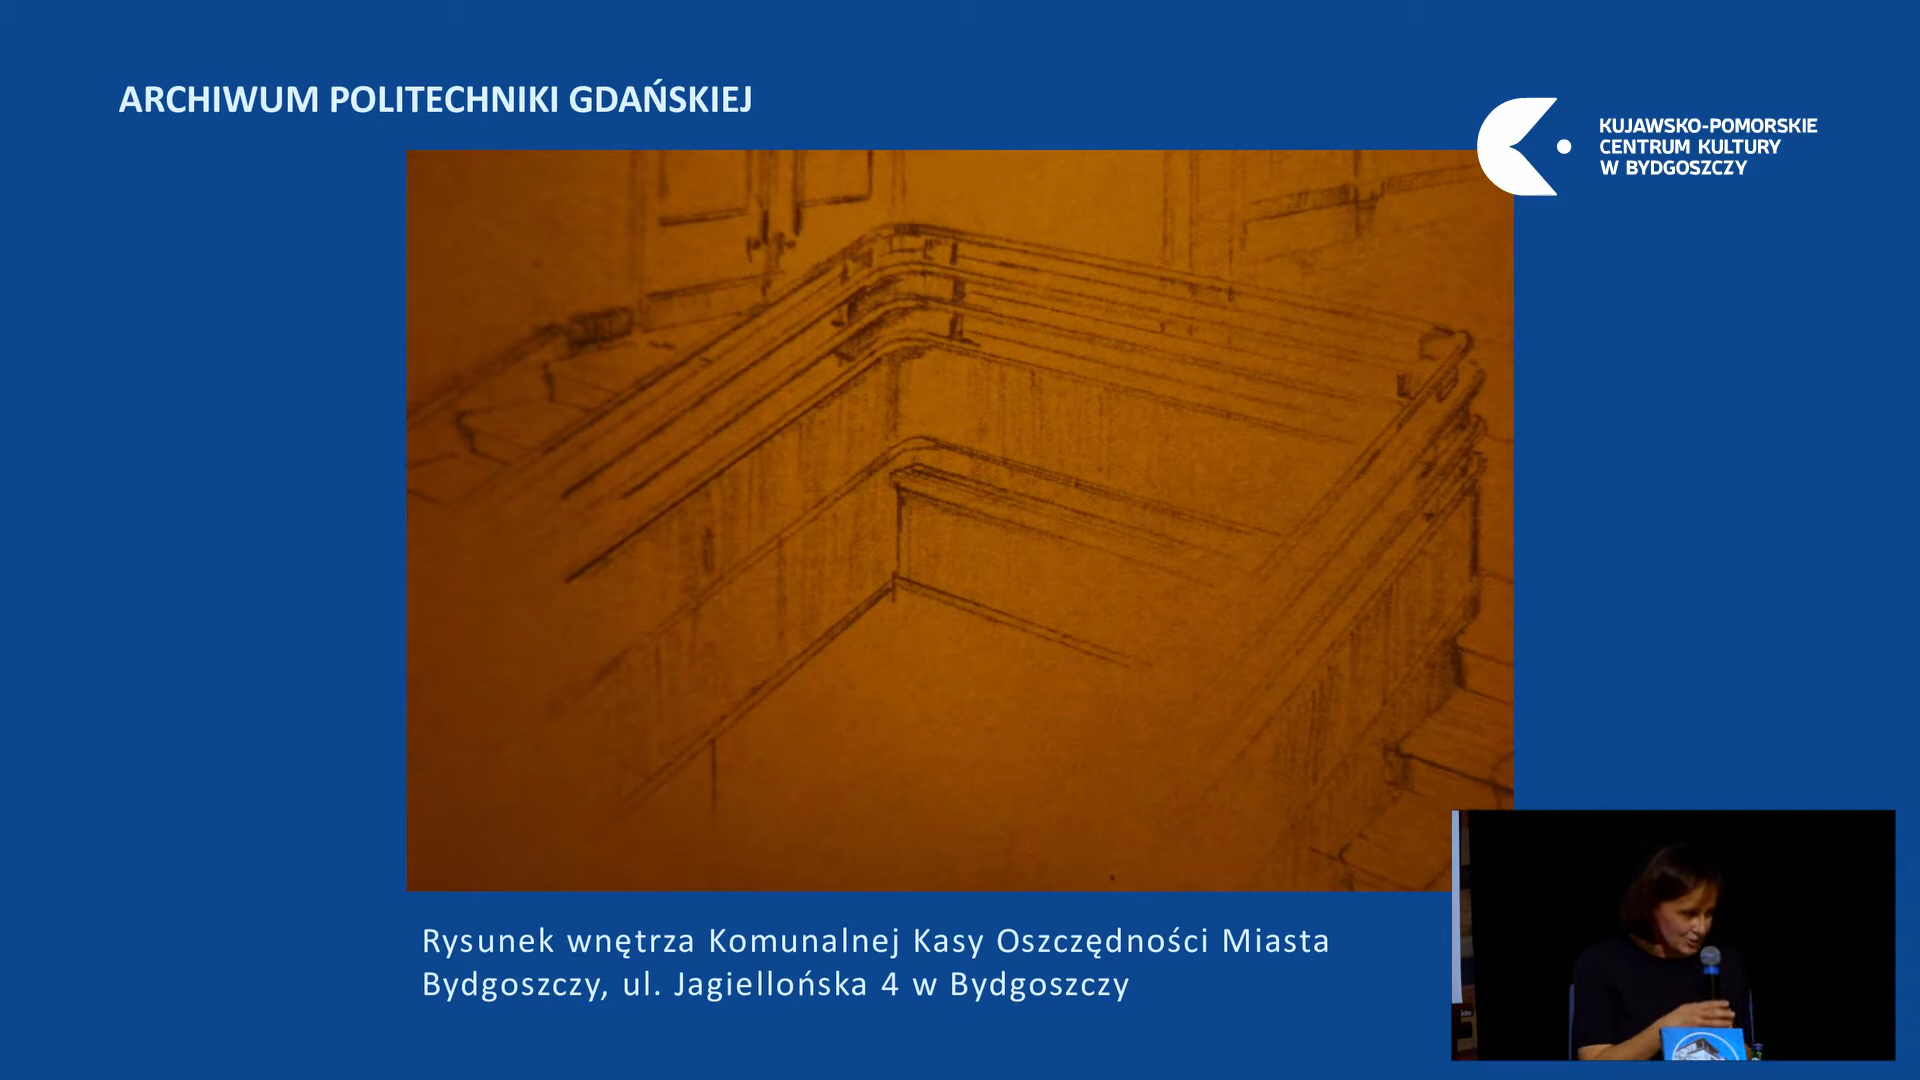 ARCHIWUM POLITECHNIKI GDAŃSKIEJ
KUJAWSKO-POMORSKIE
CENTRUM KULTURY
W BYDGOSZCZY
Rysunek wnętrza Komunalnej Kasy Oszczędności Miasta
Bydgoszczy, ul. Jagiellońska 4 w Bydgoszczy